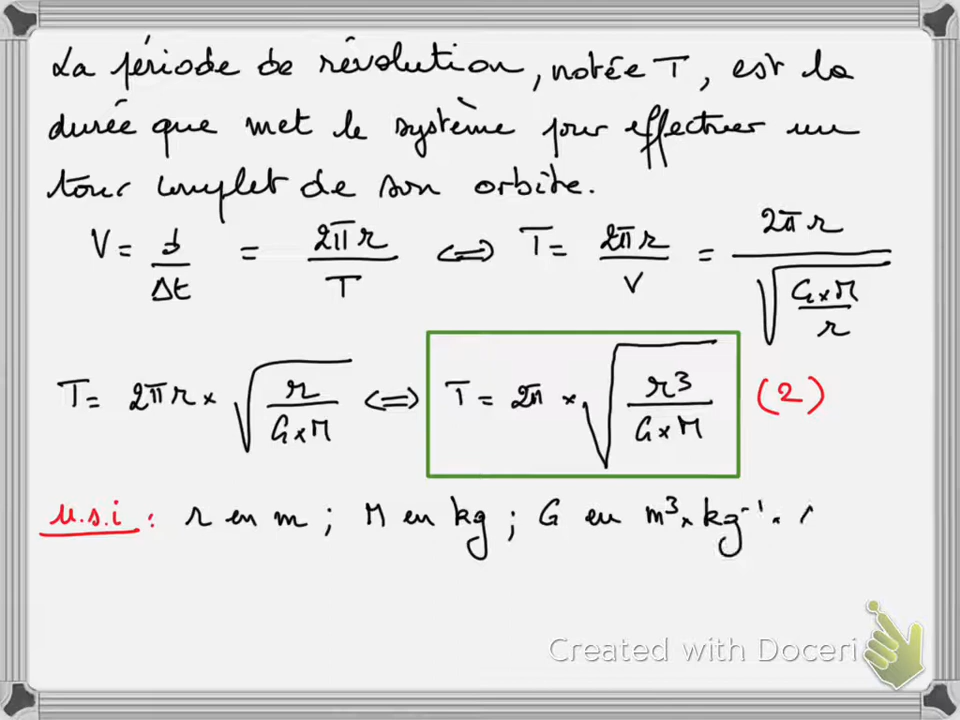 La période de révolution, notée T, est la
durée que met le système pour effectuer un
tour complet de son orbite.
V = d/Δt = 2πr/T ⟺ T = 2πr/V = 2πr/√(G×M/r)
T = 2πr × √(r/(G×M)) ⟺ T = 2π × √(r³/(G×M)) (2)
u.s.i : r en m ; M en kg ; G en m³.kg⁻¹.
Created with Doceri